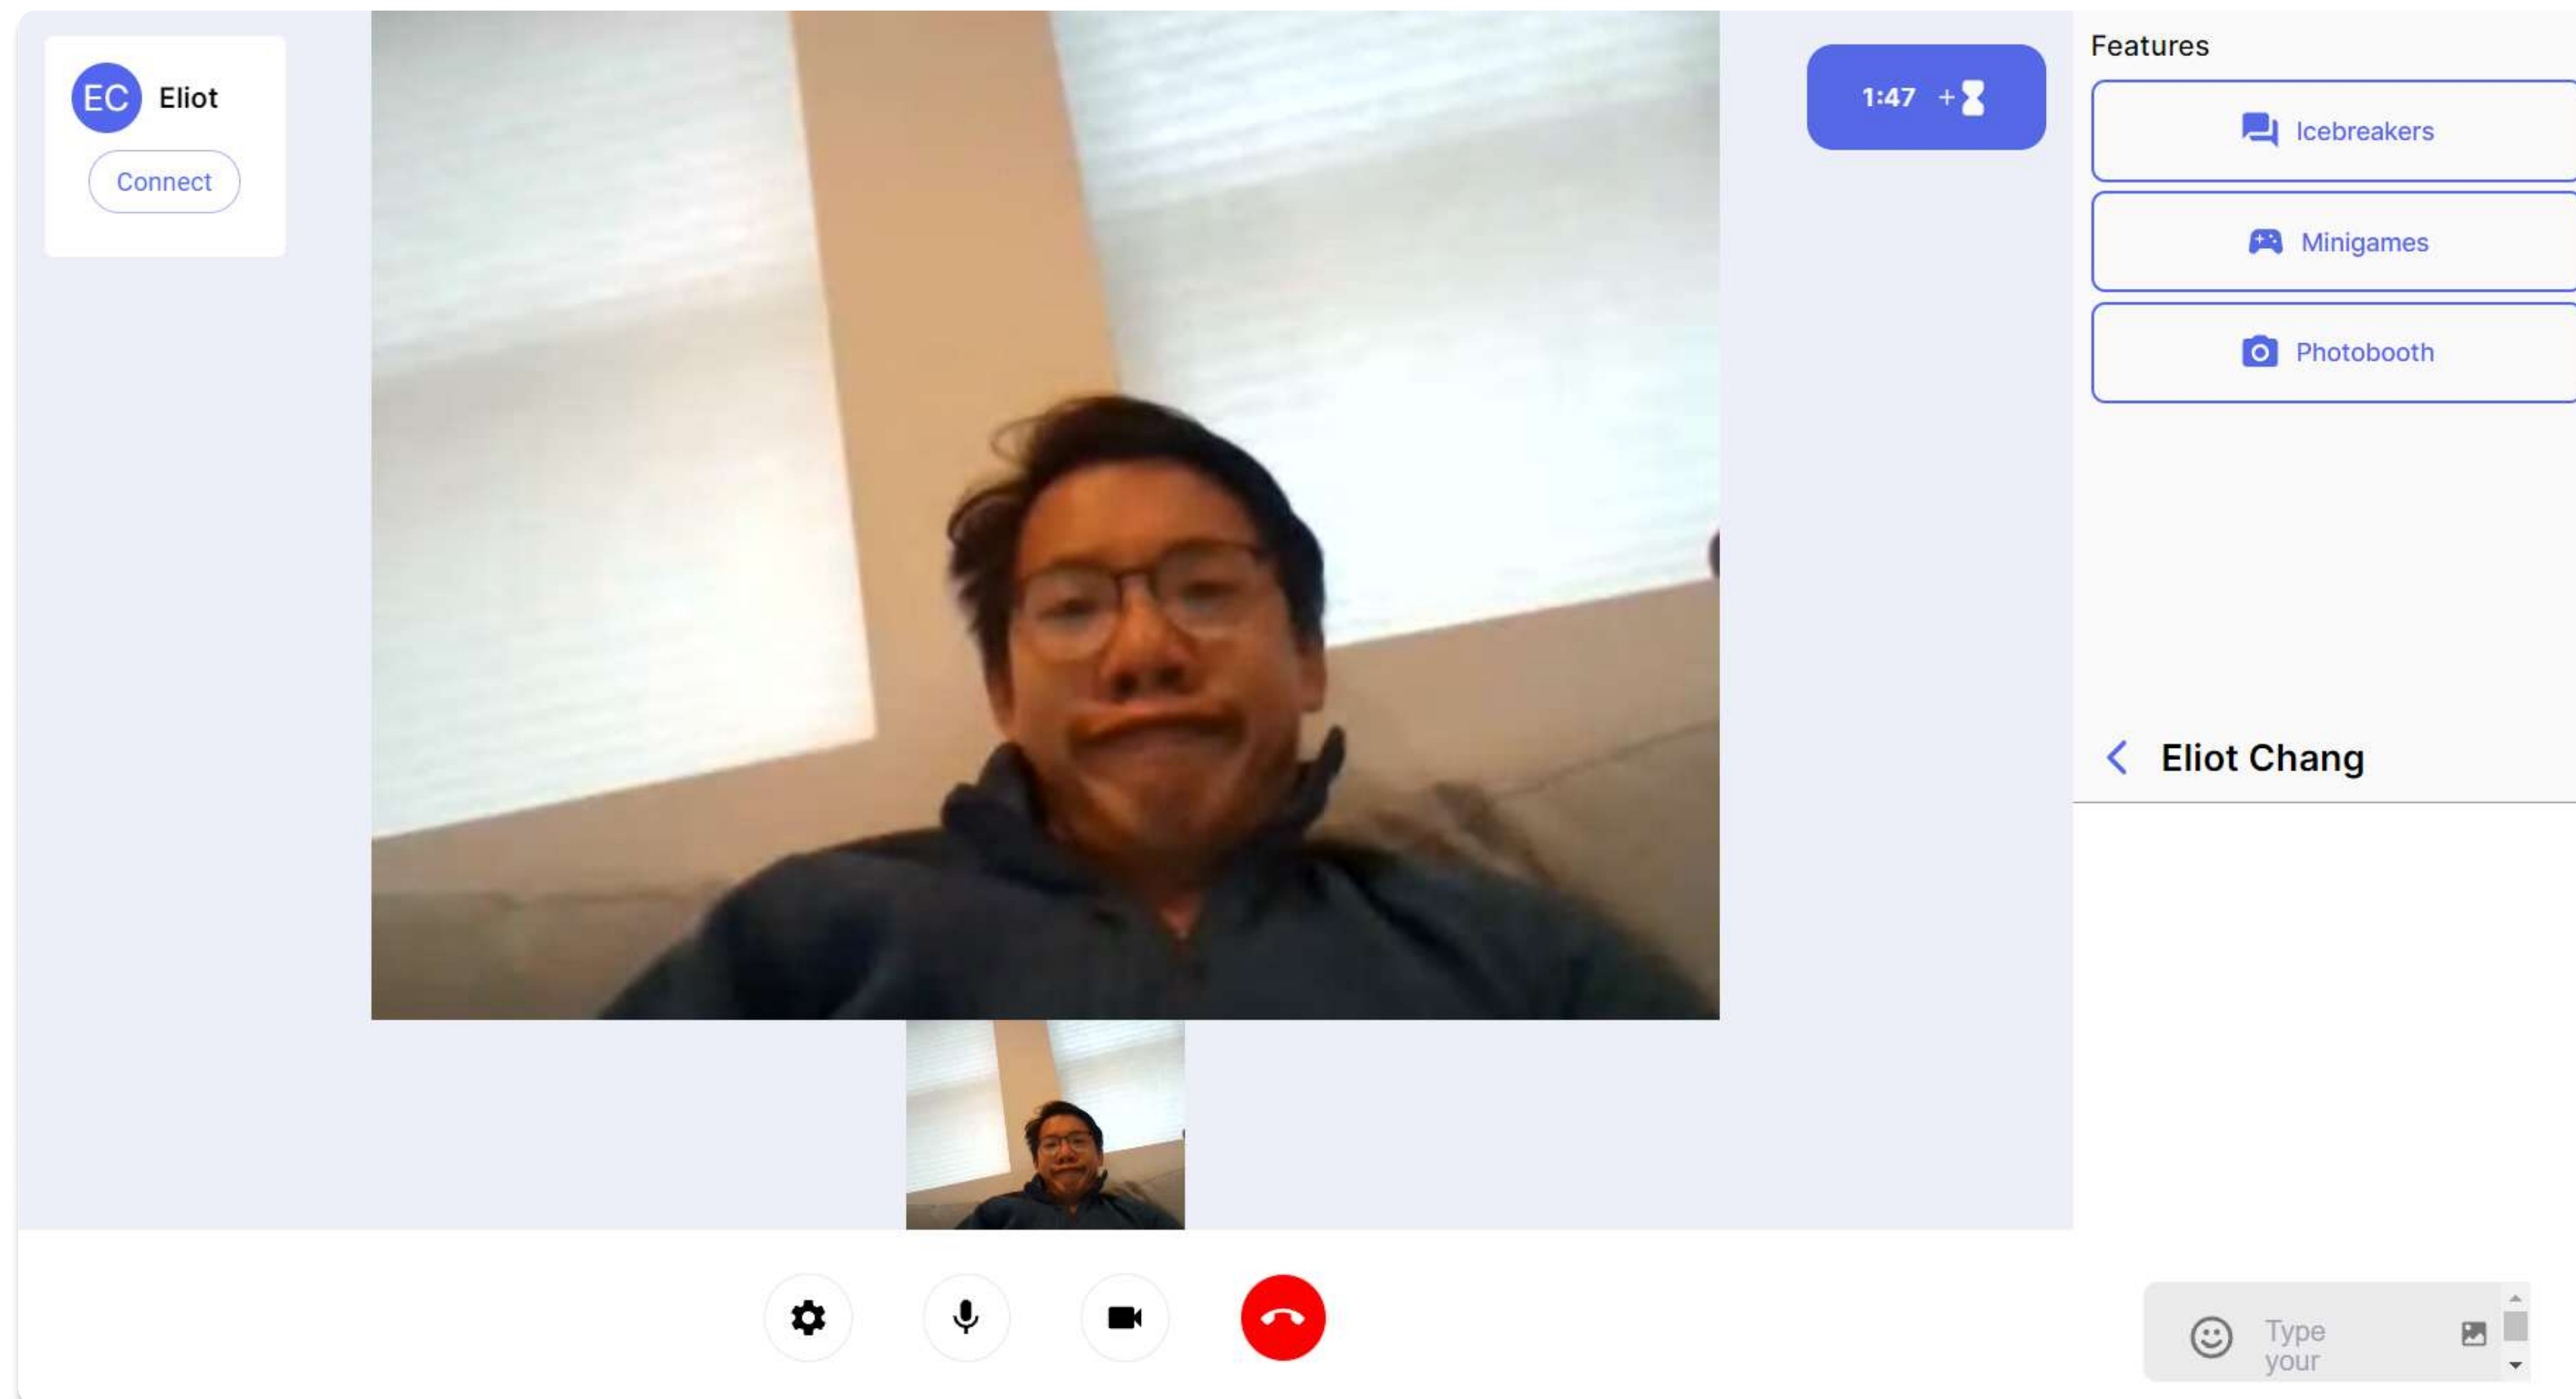 EC Eliot
Connect
1:47 +
Features
Icebreakers
Minigames
Photobooth
Eliot Chang
Type
your